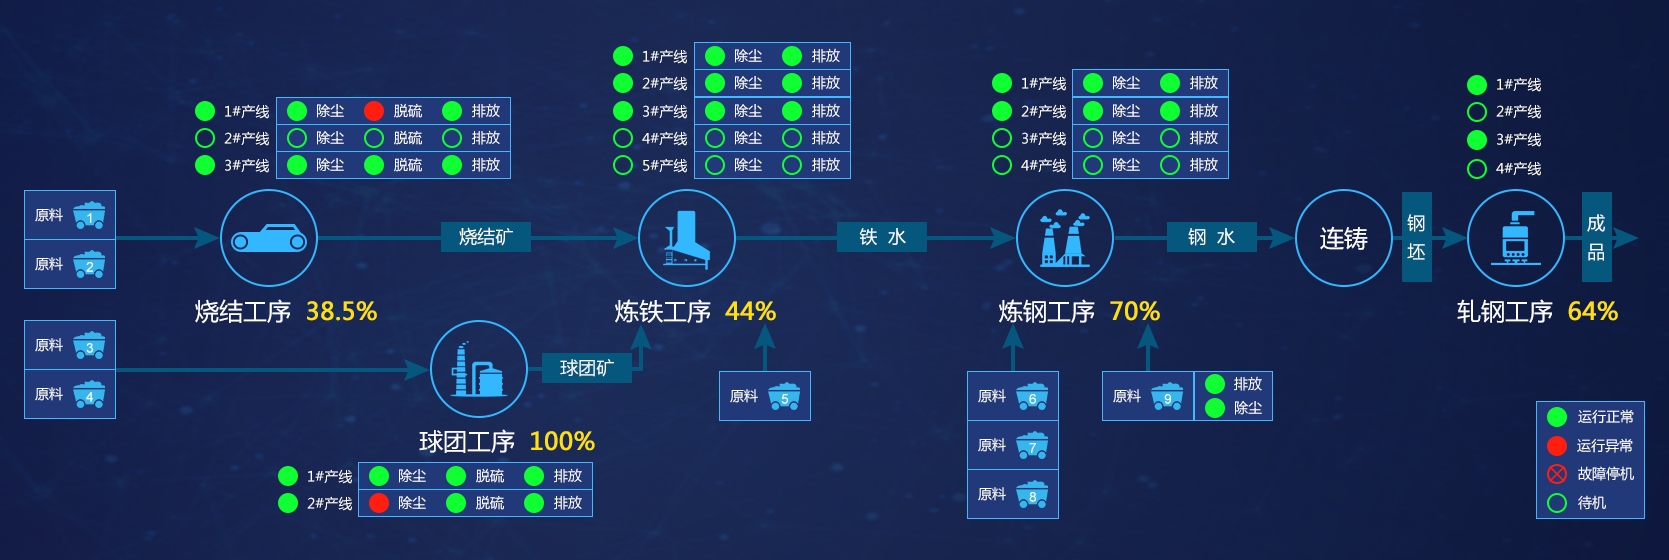 1#产线 除尘 排放
2#产线 除尘 排放
3#产线 除尘 排放
4#产线 除尘 排放
5#产线 除尘 排放
1#产线 除尘 脱硫 排放
2#产线 除尘 脱硫 排放
3#产线 除尘 脱硫 排放
1#产线 除尘 排放
2#产线 除尘 排放
3#产线 除尘 排放
4#产线 除尘 排放
1#产线
2#产线
3#产线
4#产线
原料 1
原料 2
烧结矿
铁 水
钢 水
连铸
钢坯
成品
烧结工序 38.5%
炼铁工序 44%
炼钢工序 70%
轧钢工序 64%
原料 3
原料 4
球团矿
球团工序 100%
1#产线 除尘 脱硫 排放
2#产线 除尘 脱硫 排放
原料 5
原料 6
原料 7
原料 8
原料 9 排放
除尘
运行正常
运行异常
故障停机
待机